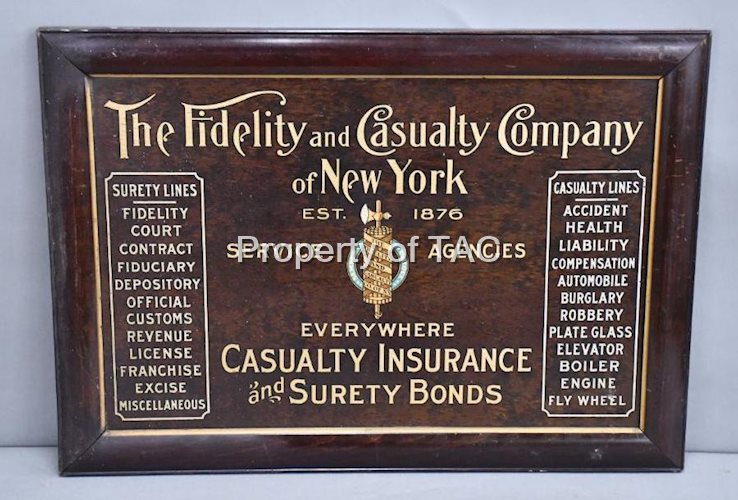 The Fidelity and Casualty Company
of New York
EST. 1876
SERVICE AGENCIES
Property of TAC
EVERYWHERE
CASUALTY INSURANCE
and SURETY BONDS
SURETY LINES
FIDELITY
COURT
CONTRACT
FIDUCIARY
DEPOSITORY
OFFICIAL
CUSTOMS
REVENUE
LICENSE
FRANCHISE
EXCISE
MISCELLANEOUS
CASUALTY LINES
ACCIDENT
HEALTH
LIABILITY
COMPENSATION
AUTOMOBILE
BURGLARY
ROBBERY
PLATE GLASS
ELEVATOR
BOILER
ENGINE
FLY WHEEL